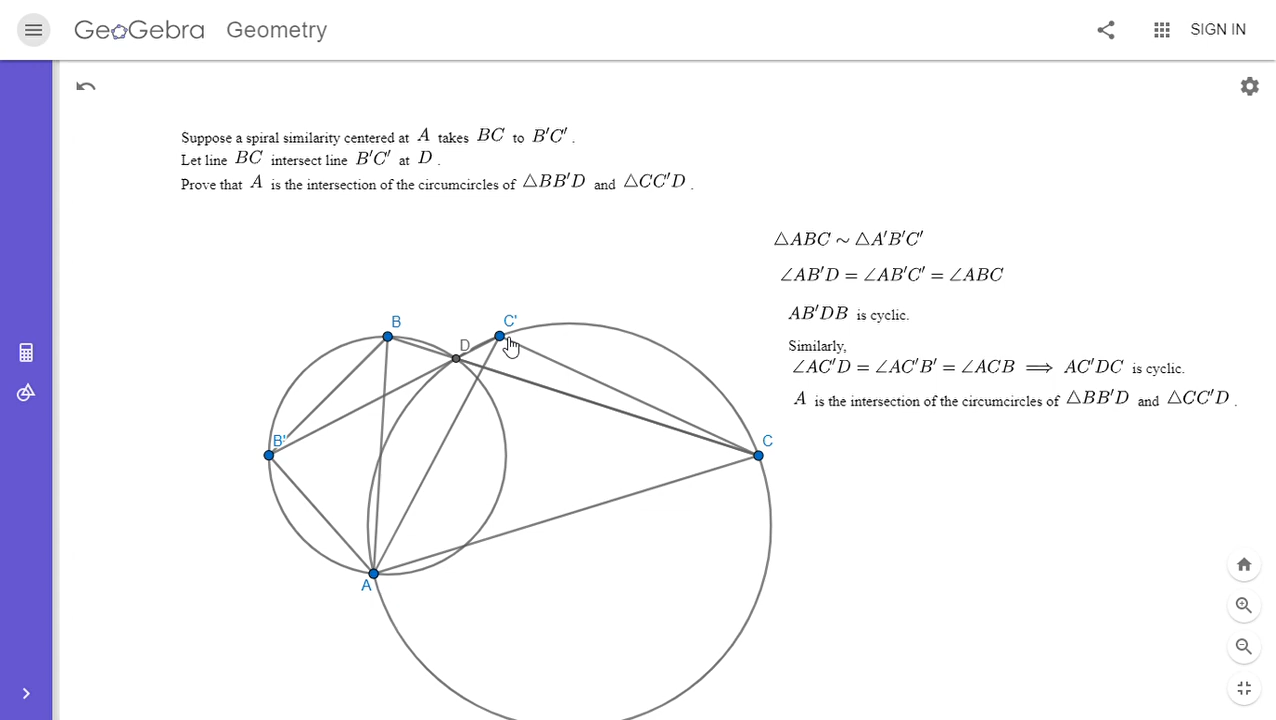 GeoGebra Geometry
SIGN IN
Suppose a spiral similarity centered at A takes BC to B′C′ .
Let line BC intersect line B′C′ at D .
Prove that A is the intersection of the circumcircles of △BB′D and △CC′D .
△ABC ∼ △A′B′C′
∠AB′D = ∠AB′C′ = ∠ABC
AB′DB is cyclic.
Similarly,
∠AC′D = ∠AC′B′ = ∠ACB ⟹ AC′DC is cyclic.
A is the intersection of the circumcircles of △BB′D and △CC′D .
B
C'
D
B'
C
A